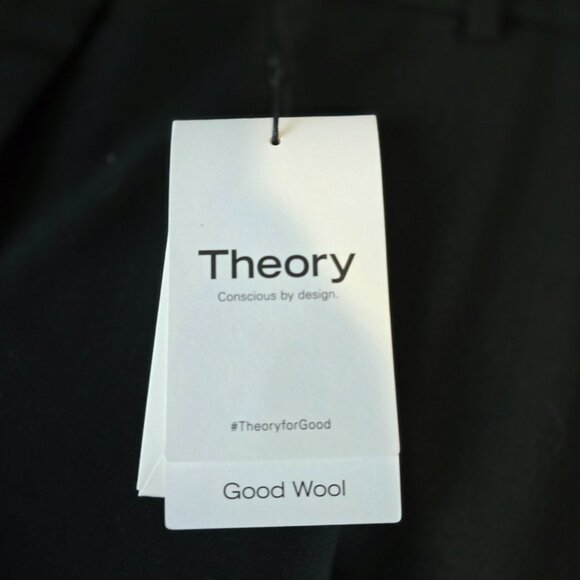 Theory
Conscious by design.
#TheoryforGood
Good Wool